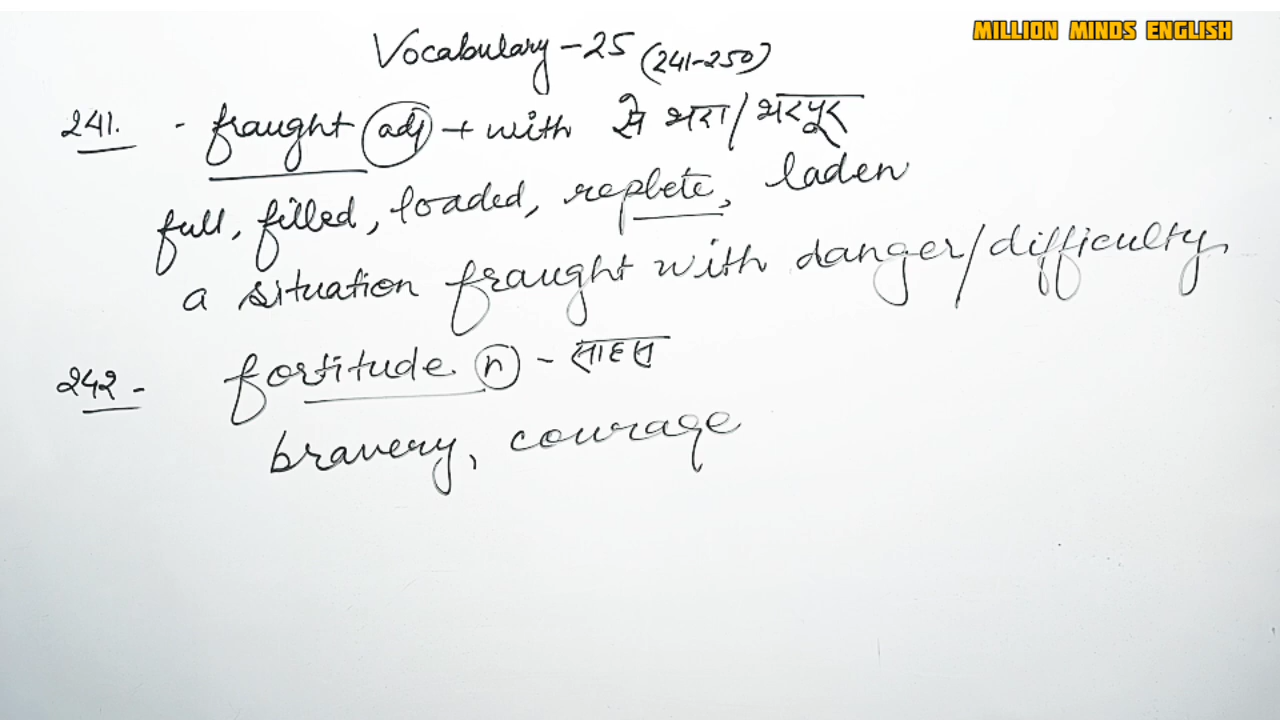 MILLION MINDS ENGLISH
Vocabulary - 25 (241-250)
241. - fraught (adj) + with से भरा/भरपूर
full, filled, loaded, replete, laden
a situation fraught with danger/difficulty,
242 - fortitude (n) - साहस
bravery, courage